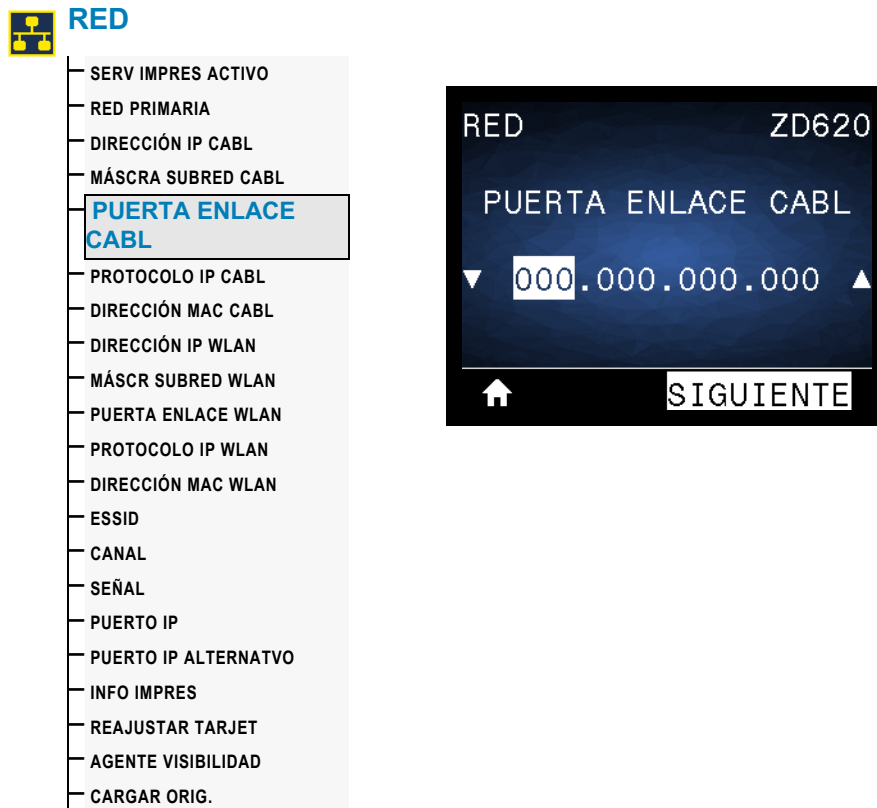 RED
SERV IMPRES ACTIVO
RED PRIMARIA
DIRECCIÓN IP CABL
MÁSCRA SUBRED CABL
PUERTA ENLACE
CABL
PROTOCOLO IP CABL
DIRECCIÓN MAC CABL
DIRECCIÓN IP WLAN
MÁSCR SUBRED WLAN
PUERTA ENLACE WLAN
PROTOCOLO IP WLAN
DIRECCIÓN MAC WLAN
ESSID
CANAL
SEÑAL
PUERTO IP
PUERTO IP ALTERNATVO
INFO IMPRES
REAJUSTAR TARJET
AGENTE VISIBILIDAD
CARGAR ORIG.
RED ZD620
PUERTA ENLACE CABL
▼ 000.000.000.000 ▲
SIGUIENTE